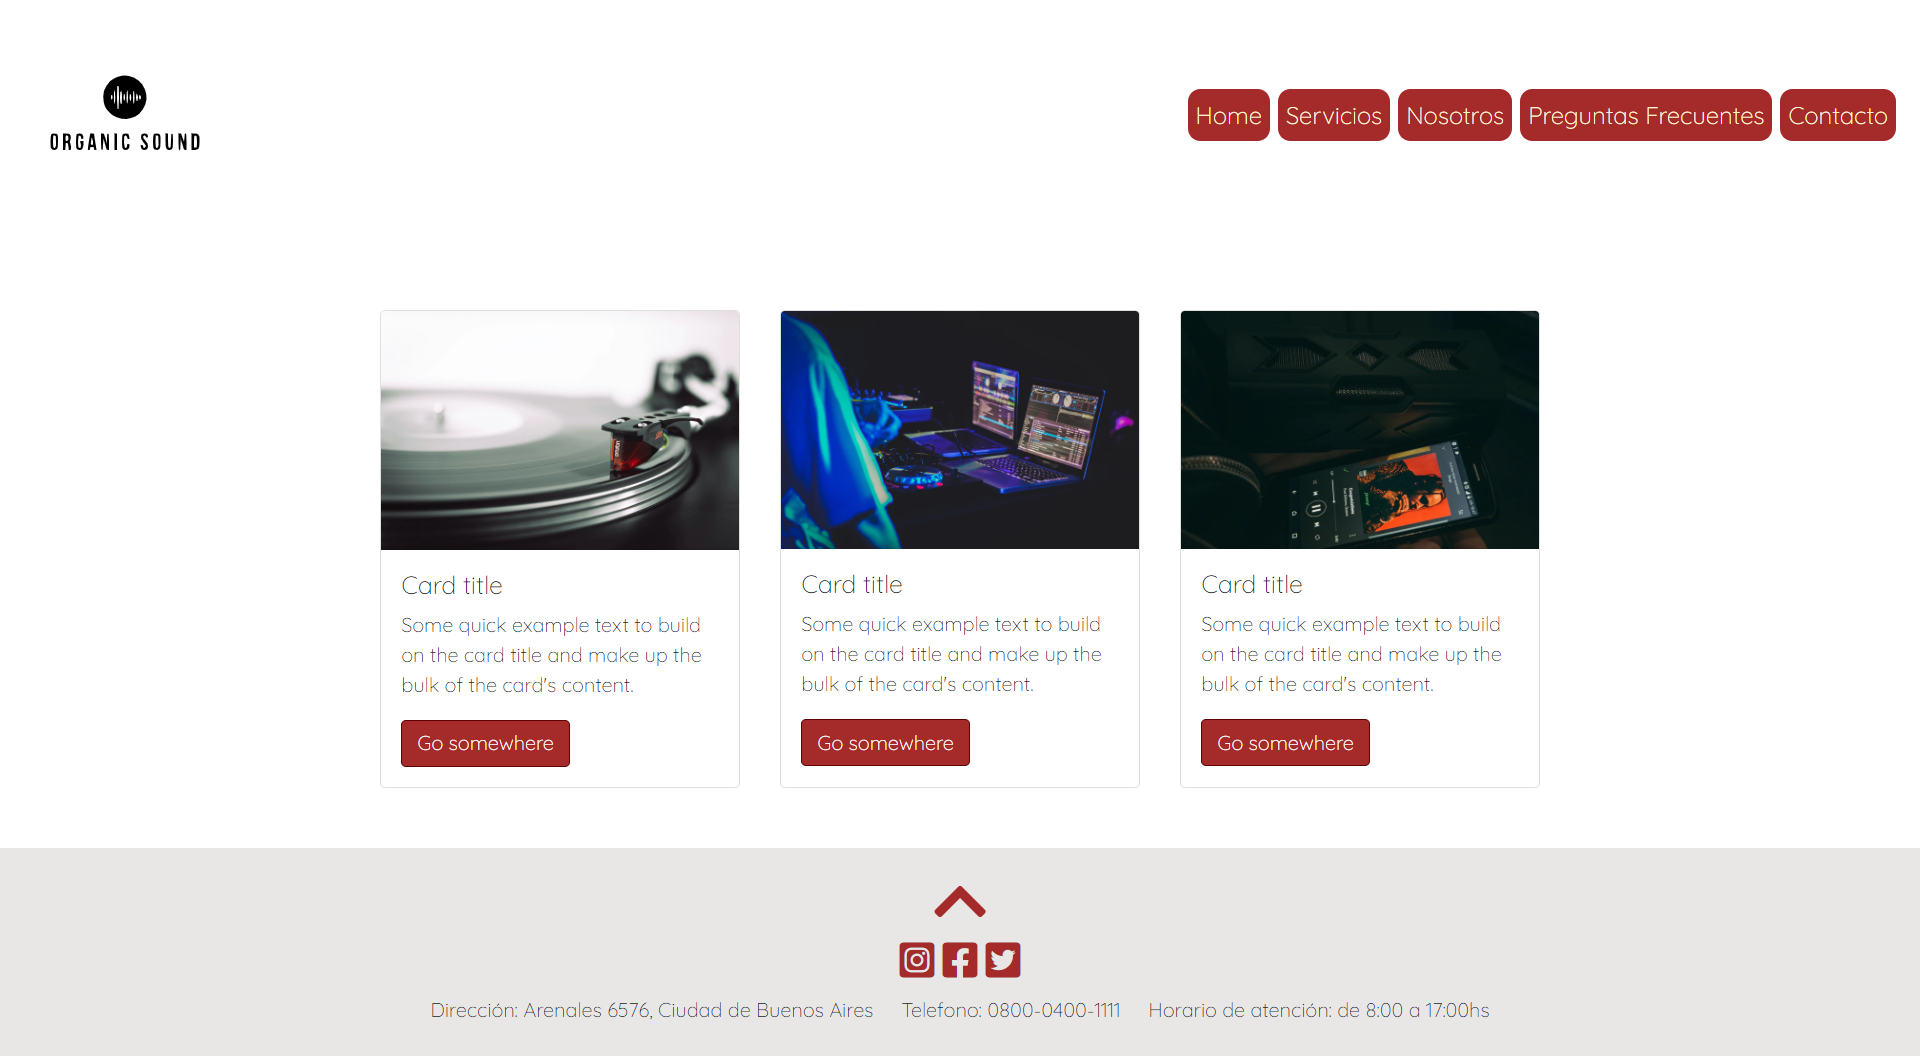 ORGANIC SOUND
Home Servicios Nosotros Preguntas Frecuentes Contacto
Card title
Some quick example text to build
on the card title and make up the
bulk of the card's content.
Go somewhere
Card title
Some quick example text to build
on the card title and make up the
bulk of the card's content.
Go somewhere
Card title
Some quick example text to build
on the card title and make up the
bulk of the card's content.
Go somewhere
Dirección: Arenales 6576, Ciudad de Buenos Aires Telefono: 0800-0400-1111 Horario de atención: de 8:00 a 17:00hs